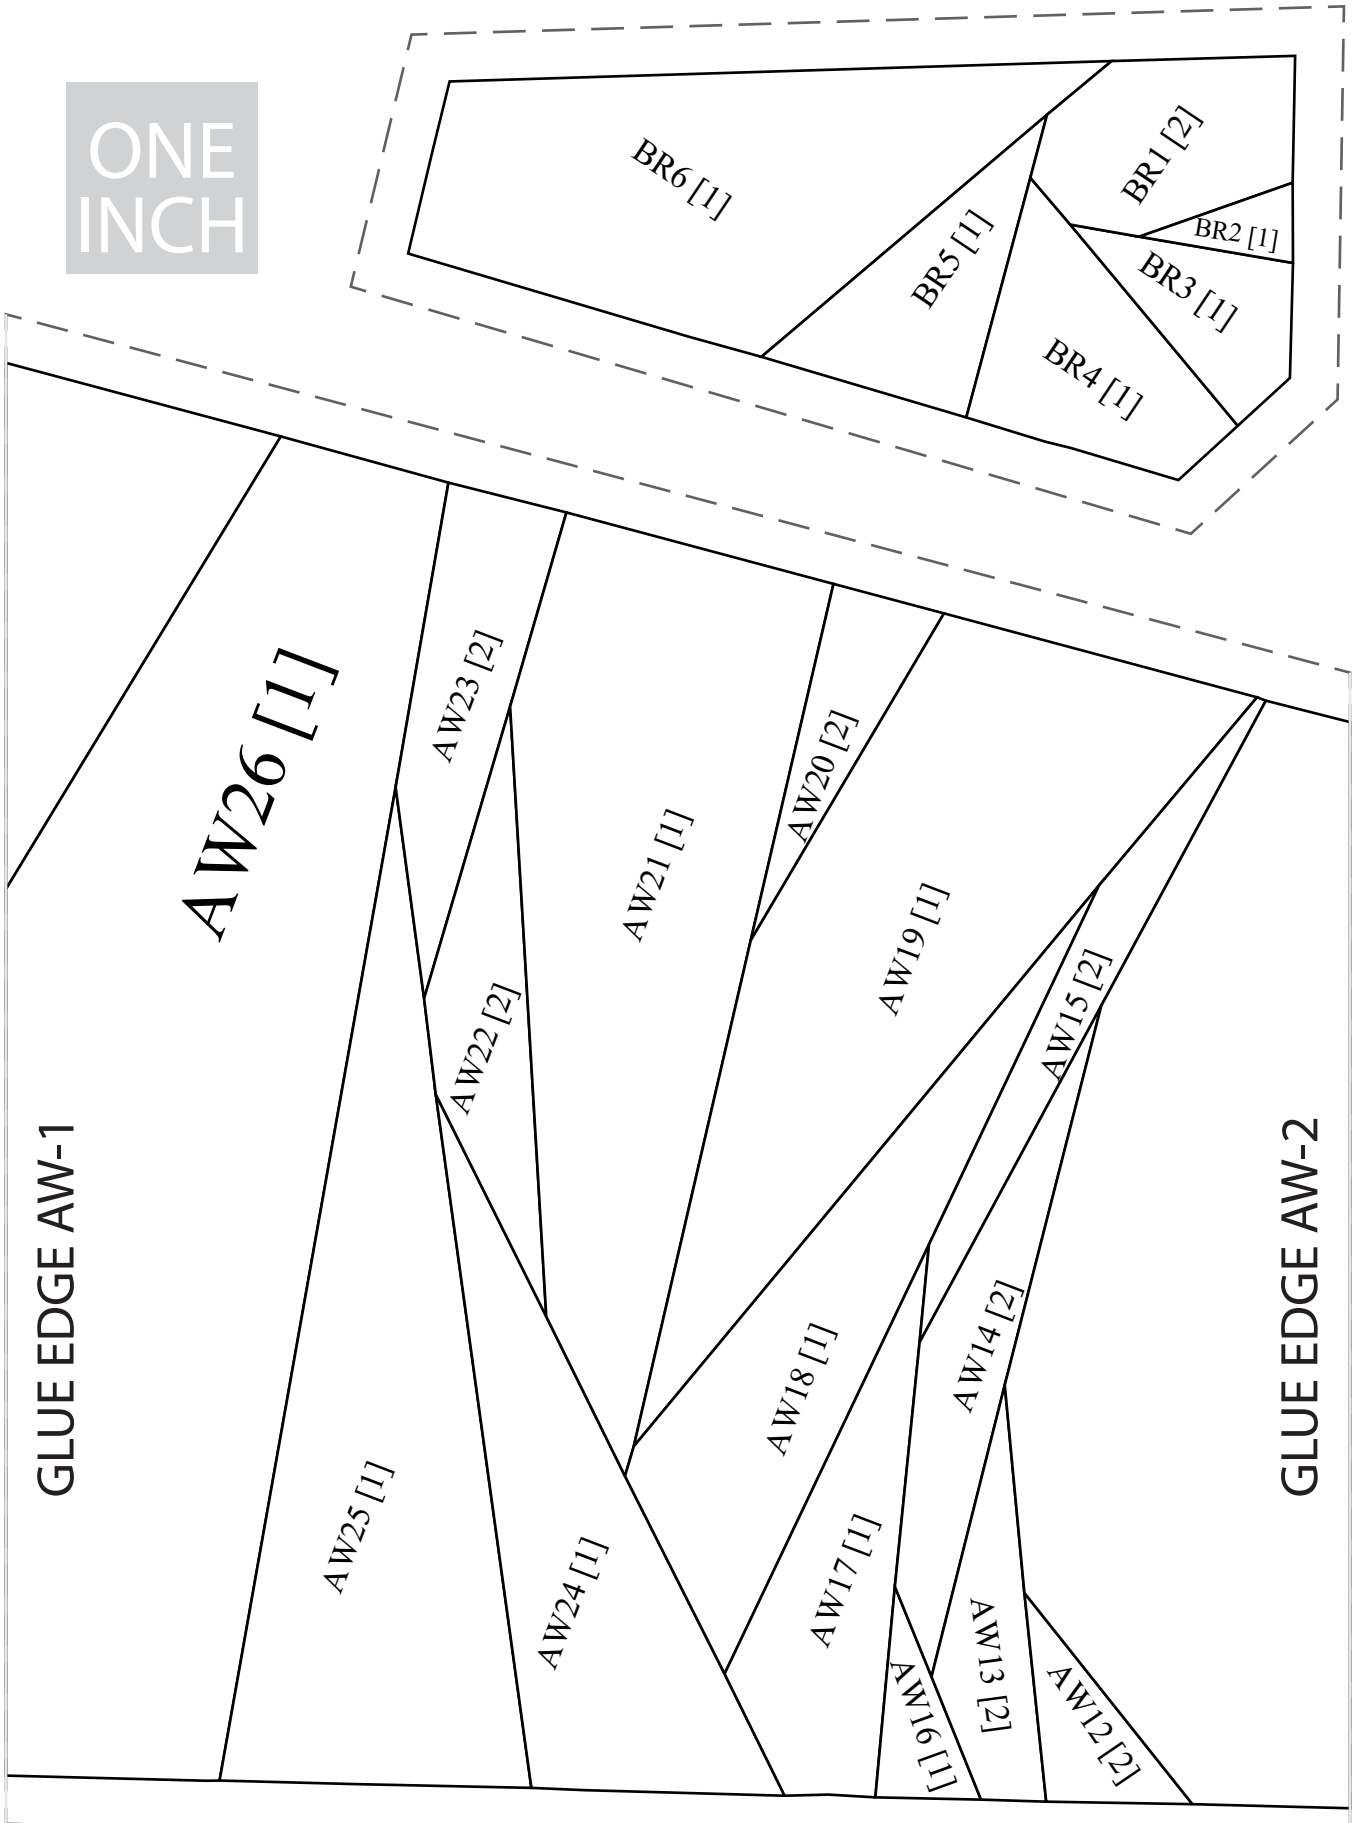 ONE
INCH
BR6 [1]
BR1 [2]
BR2 [1]
BR5 [1]
BR3 [1]
BR4 [1]
AW26 [1]
AW23 [2]
AW20 [2]
AW21 [1]
AW19 [1]
AW15 [2]
AW22 [2]
GLUE EDGE AW-1
GLUE EDGE AW-2
AW14 [2]
AW18 [1]
AW25 [1]
AW24 [1]
AW17 [1]
AW13 [2]
AW16 [1]
AW12 [2]